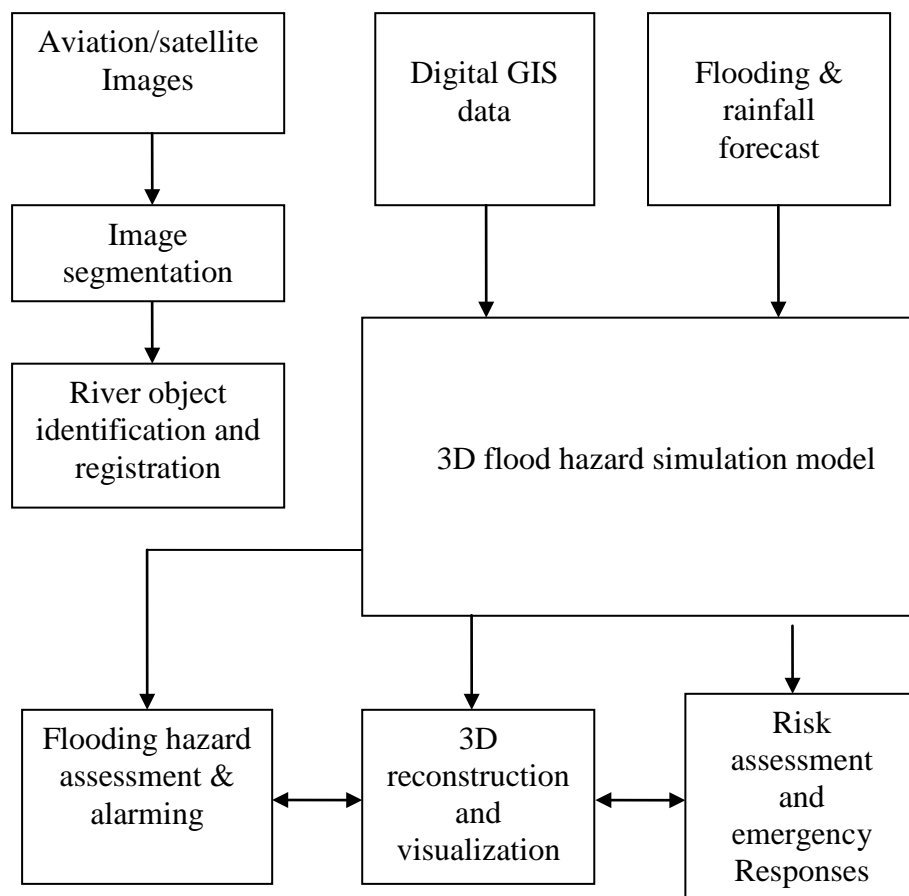 Aviation/satellite
Images
Digital GIS
data
Flooding &
rainfall
forecast
Image
segmentation
River object
identification and
registration
3D flood hazard simulation model
Flooding hazard
assessment &
alarming
3D
reconstruction
and
visualization
Risk
assessment
and
emergency
Responses